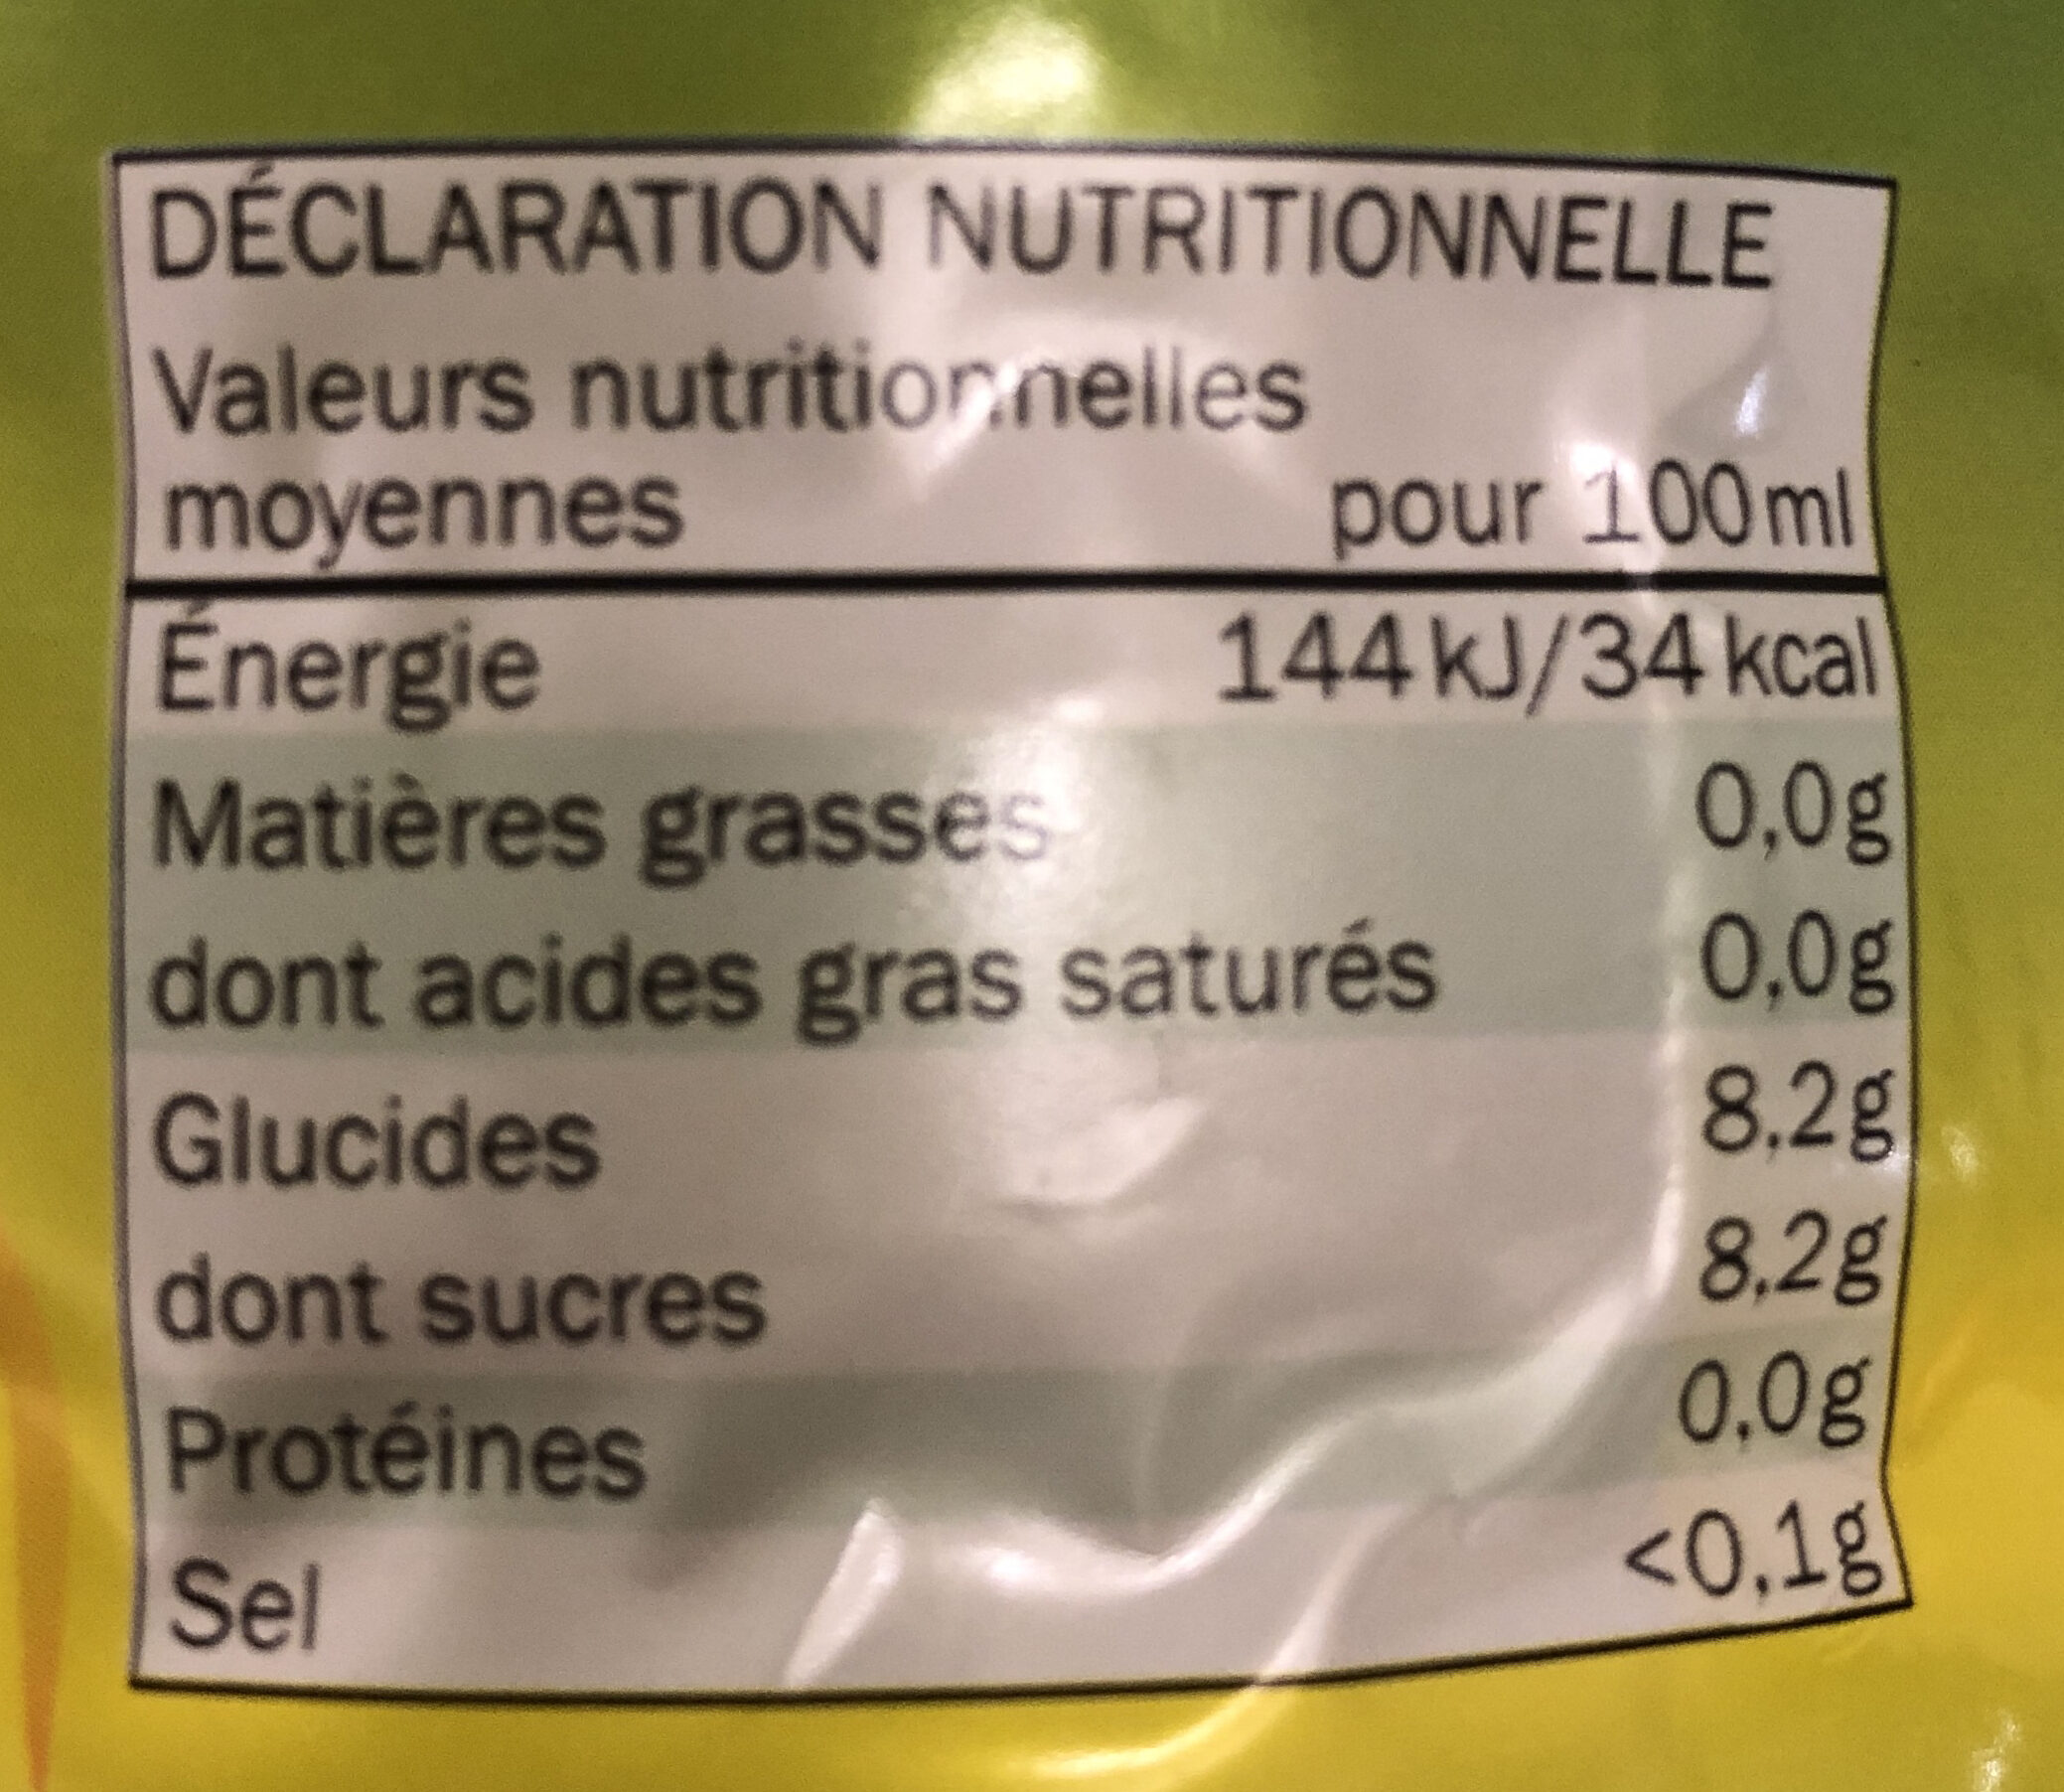 DÉCLARATION NUTRITIONNELLE
Valeurs nutritionnelles
moyennes pour 100ml
Énergie 144kJ/34kcal
Matières grasses 0,0g
dont acides gras saturés 0,0g
Glucides 8,2g
dont sucres 8,2g
Protéines 0,0g
Sel <0,1g